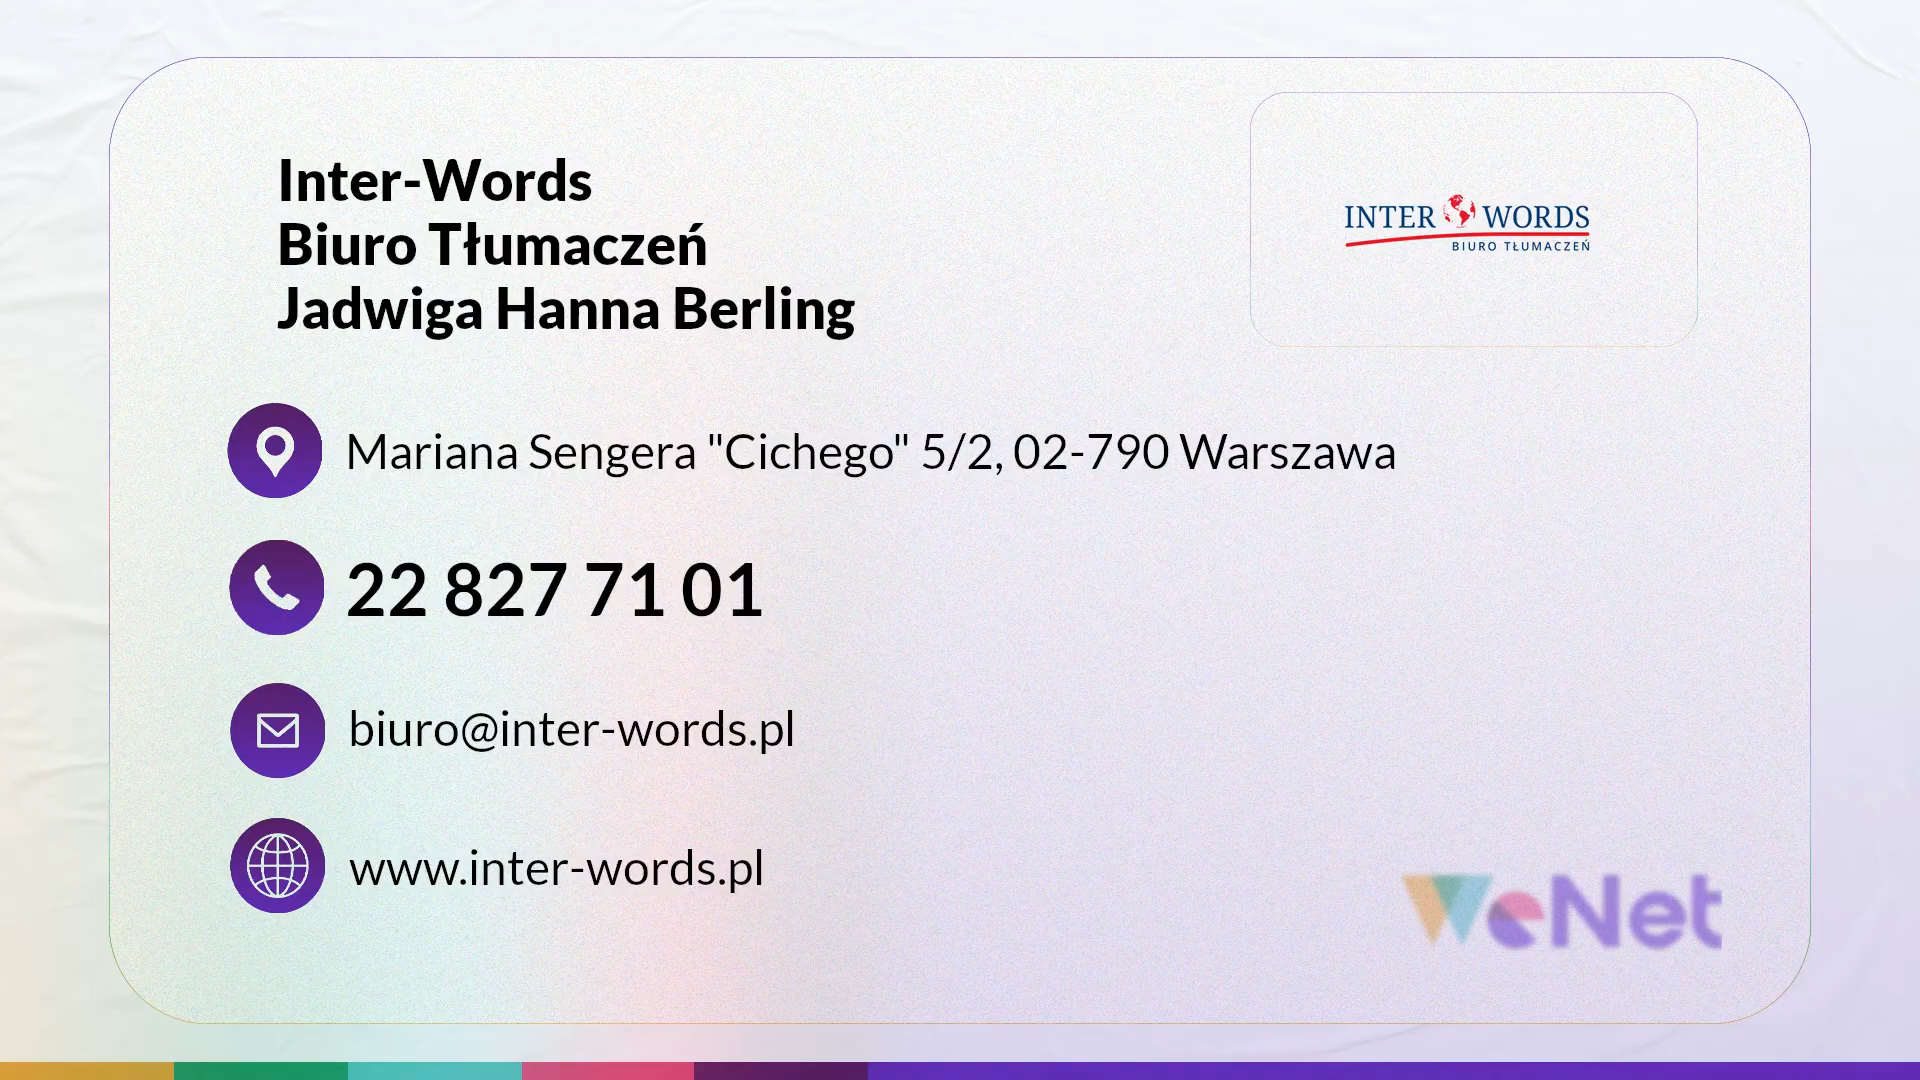 Inter-Words
Biuro Tłumaczeń
Jadwiga Hanna Berling
INTER WORDS
BIURO TŁUMACZEŃ
Mariana Sengera "Cichego" 5/2, 02-790 Warszawa
22 827 71 01
biuro@inter-words.pl
www.inter-words.pl
WeNet